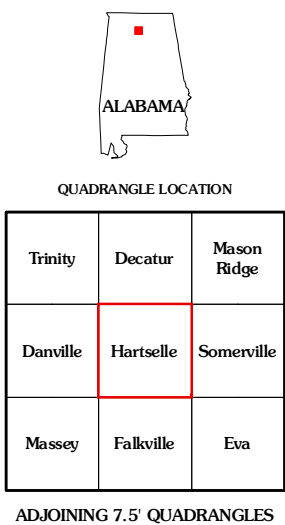 ALABAMA
QUADRANGLE LOCATION
Trinity
Decatur
Mason
Ridge
Danville
Hartselle
Somerville
Massey
Falkville
Eva
ADJOINING 7.5' QUADRANGLES